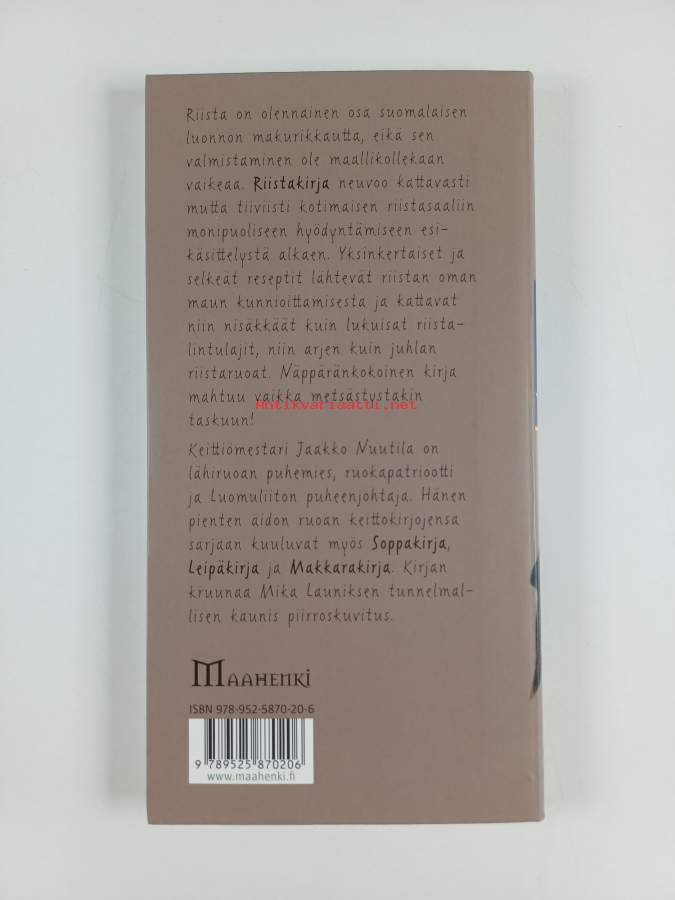 Riista on olennainen osa suomalaisen
luonnon makurikkautta, eikä sen
valmistaminen ole maallikollekaan
vaikeaa. Riistakirja neuvoo kattavasti
mutta tiiviisti kotimaisen riistasaaliin
monipuoliseen hyödyntämiseen esi-
käsittelystä alkaen. Yksinkertaiset ja
selkeät reseptit lähtevät riistan oman
maun kunnioittamisesta ja kattavat
niin nisäkkäät kuin lukuisat riista-
lintulajit, niin arjen kuin juhlan
riistaruoat. Näppäränkokoinen kirja
mahtuu vaikka metsästystakin
Antikvariaatti.net
taskuun!
Keittiömestari Jaakko Nuutila on
lähiruoan puhemies, ruokapatriootti
ja Luomuliiton puheenjohtaja. Hänen
pienten aidon ruoan keittokirjojensa
sarjaan kuuluvat myös Soppakirja,
Leipäkirja ja Makkarakirja. Kirjan
kruunaa Mika Launiksen tunnelmal-
lisen kaunis piirroskuvitus.
MAAHENKI
ISBN 978-952-5870-20-6
9 789525 870206
www.maahenki.fi